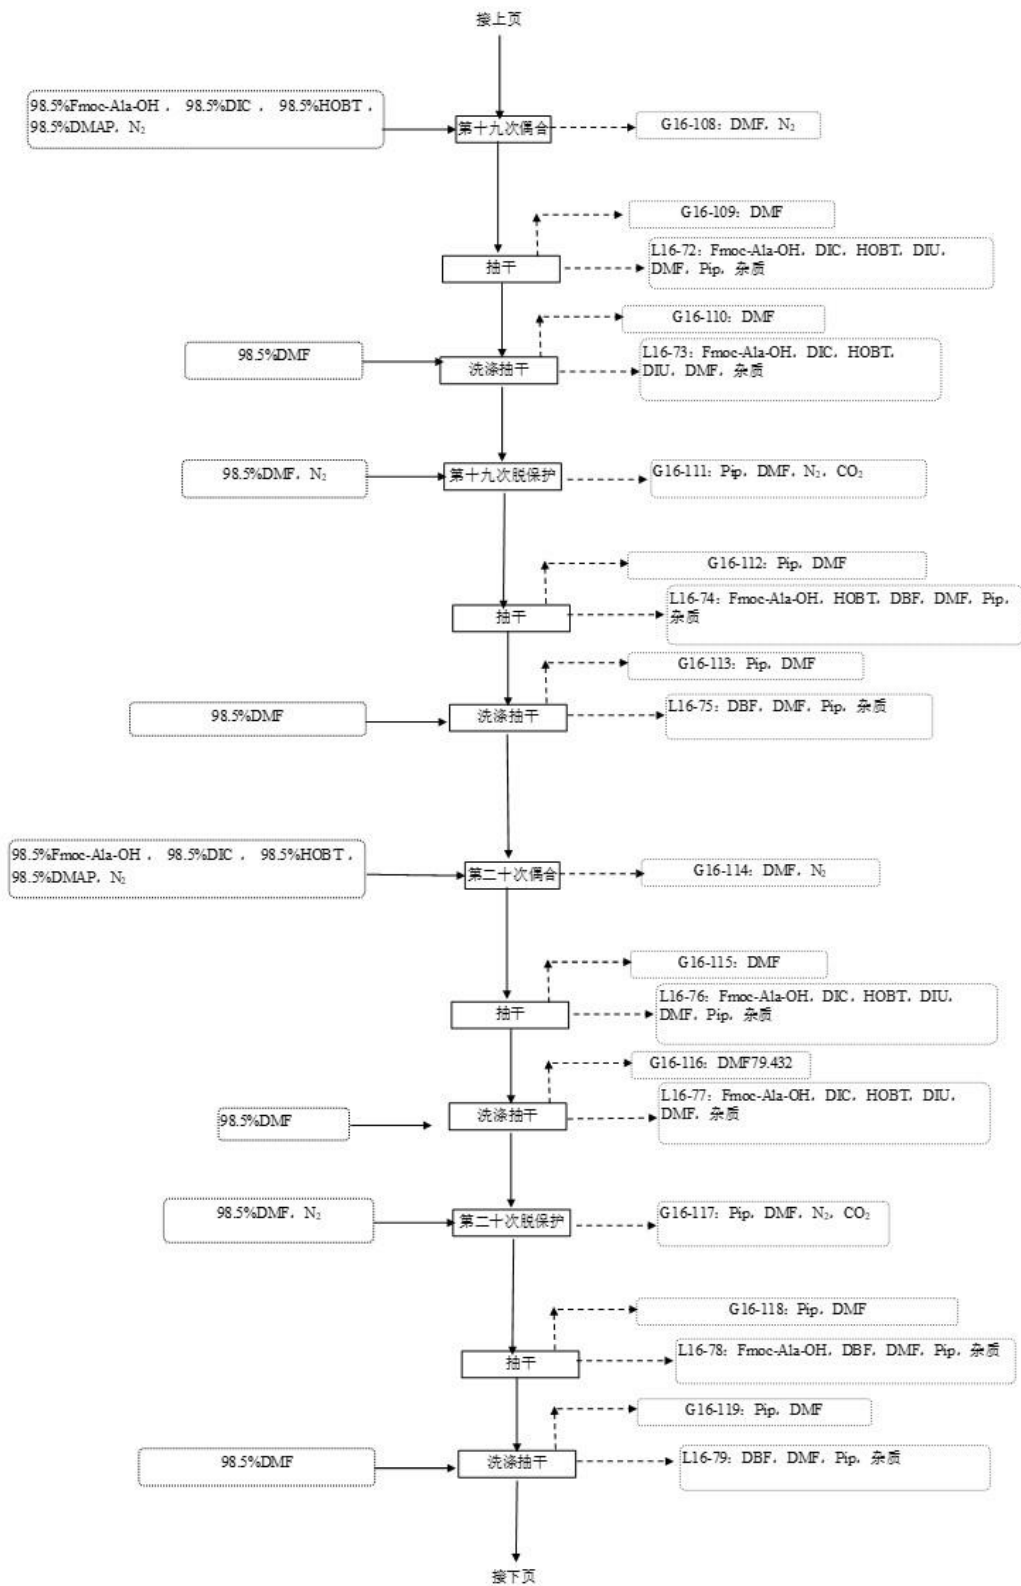 接上页
98.5%Fmoc-Ala-OH， 98.5%DIC， 98.5%HOBT，
98.5%DMAP，N₂
第十九次偶合
G16-108：DMF，N₂
G16-109：DMF
抽干
L16-72：Fmoc-Ala-OH，DIC，HOBT，DIU，
DMF，Pip，杂质
G16-110：DMF
98.5%DMF
洗涤抽干
L16-73：Fmoc-Ala-OH，DIC，HOBT，
DIU，DMF，杂质
98.5%DMF，N₂
第十九次脱保护
G16-111：Pip，DMF，N₂，CO₂
G16-112：Pip，DMF
抽干
L16-74：Fmoc-Ala-OH，HOBT，DBF，DMF，Pip，
杂质
G16-113：Pip，DMF
98.5%DMF
洗涤抽干
L16-75：DBF，DMF，Pip，杂质
98.5%Fmoc-Ala-OH， 98.5%DIC， 98.5%HOBT，
98.5%DMAP，N₂
第二十次偶合
G16-114：DMF，N₂
G16-115：DMF
抽干
L16-76：Fmoc-Ala-OH，DIC，HOBT，DIU，
DMF，Pip，杂质
G16-116：DMF79.432
98.5%DMF
洗涤抽干
L16-77：Fmoc-Ala-OH，DIC，HOBT，DIU，
DMF，杂质
98.5%DMF，N₂
第二十次脱保护
G16-117：Pip，DMF，N₂，CO₂
G16-118：Pip，DMF
抽干
L16-78：Fmoc-Ala-OH，DBF，DMF，Pip，杂质
G16-119：Pip，DMF
98.5%DMF
洗涤抽干
L16-79：DBF，DMF，Pip，杂质
接下页